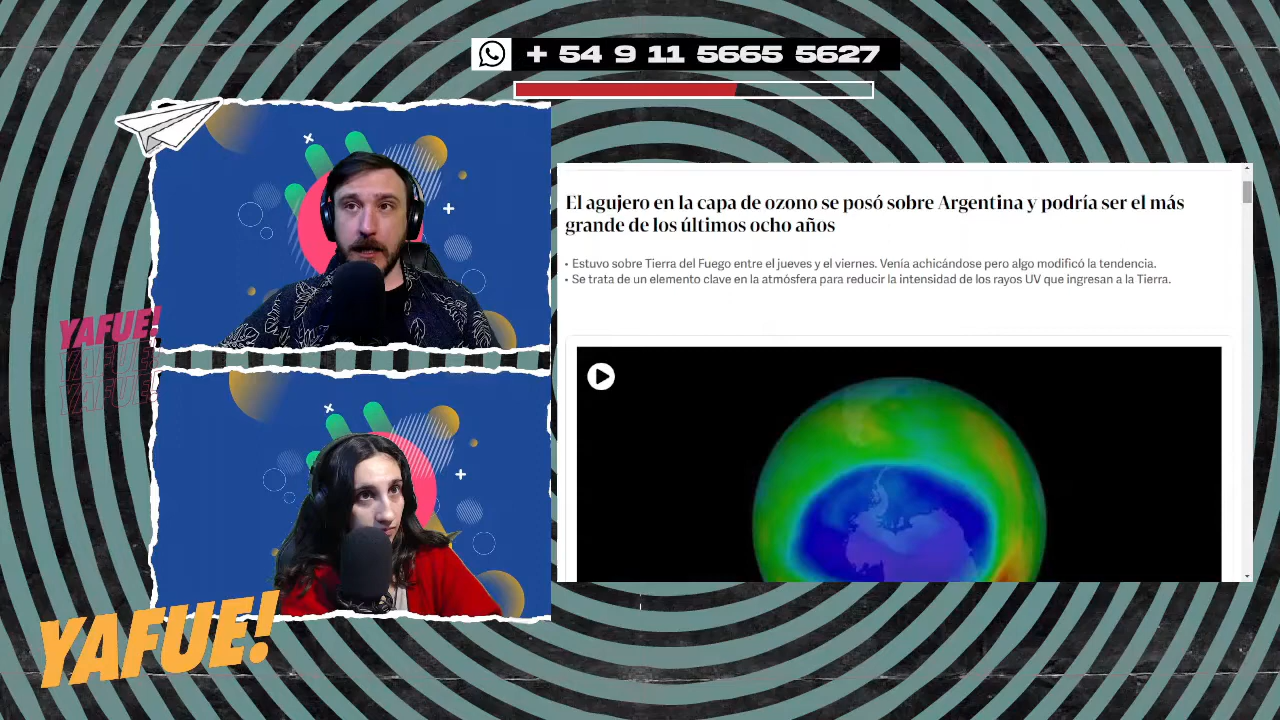 + 54 9 11 5665 5627
El agujero en la capa de ozono se posó sobre Argentina y podría ser el más
grande de los últimos ocho años
• Estuvo sobre Tierra del Fuego entre el jueves y el viernes. Venía achicándose pero algo modificó la tendencia.
• Se trata de un elemento clave en la atmósfera para reducir la intensidad de los rayos UV que ingresan a la Tierra.
YAFUE!
YAFUE!
YAFUE!
YAFUE!